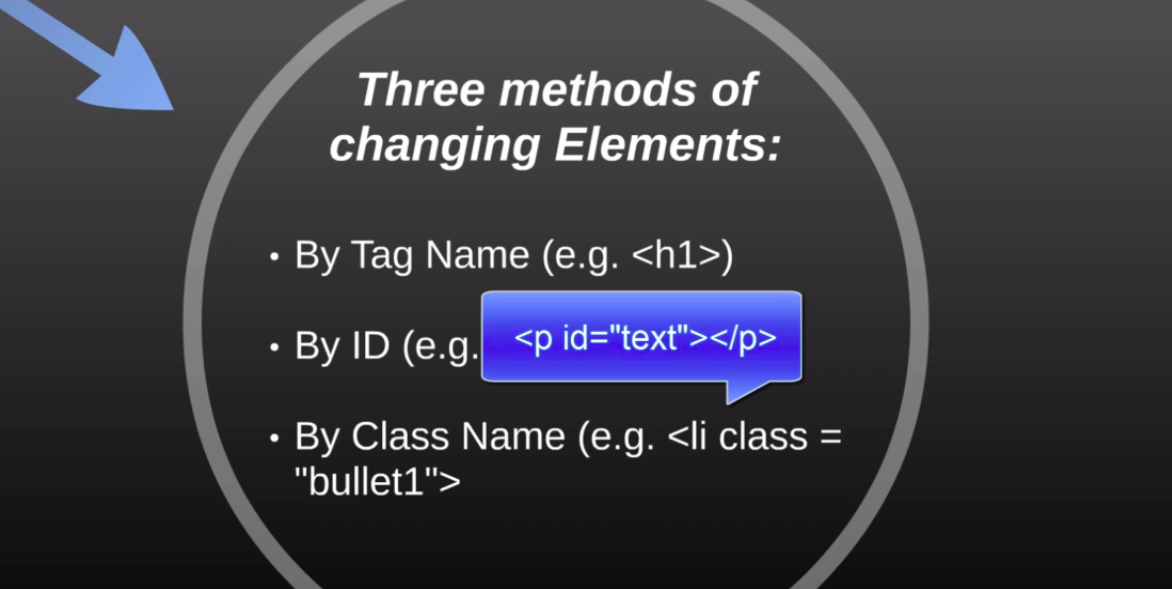 Three methods of
changing Elements:
• By Tag Name (e.g. <h1>)
• By ID (e.g. <p id="text"></p>
• By Class Name (e.g. <li class =
"bullet1">